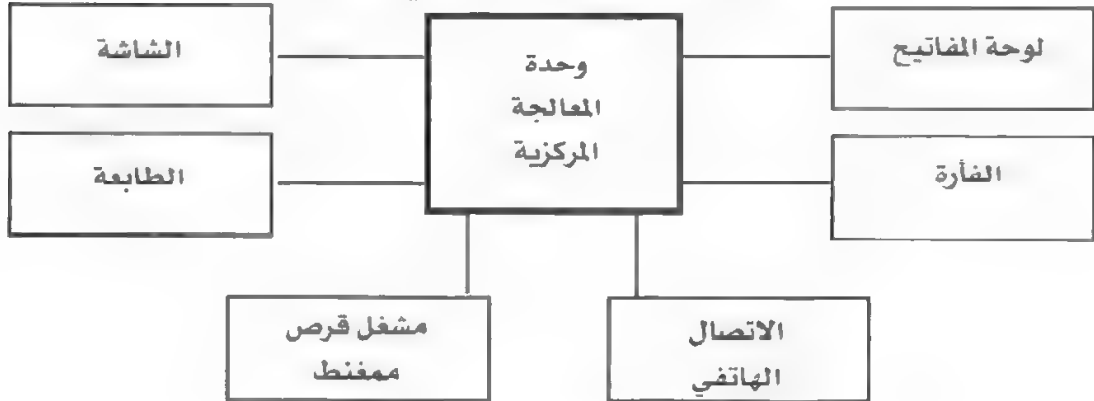 لوحة المفاتيح
وحدة
المعالجة
المركزية
الشاشة
الفأرة
الطابعة
الاتصال
الهاتفي
مشغل قرص
ممغنط